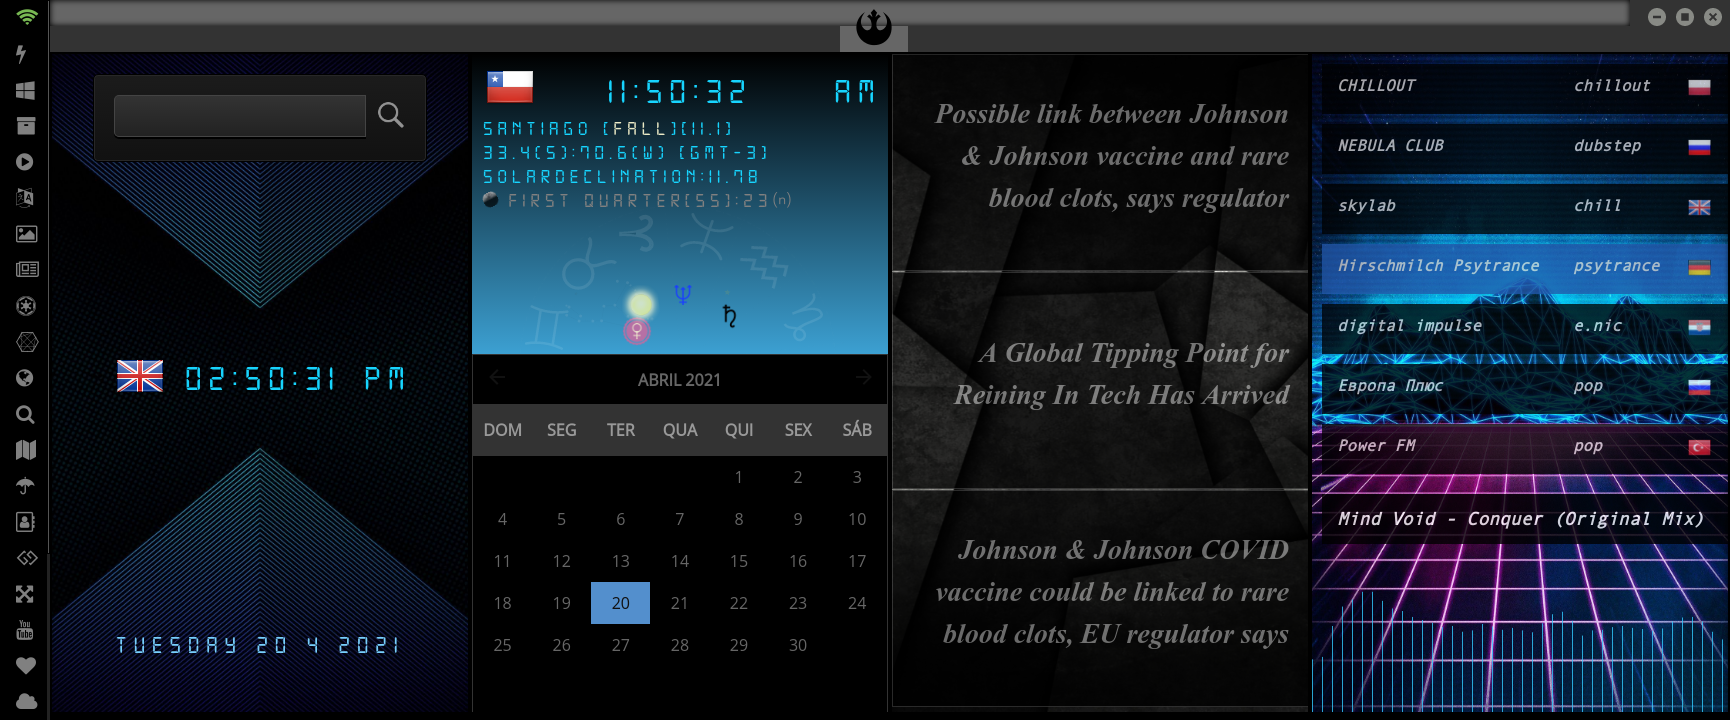 02:50:31 PM
TUESDAY 20 4 2021
11:50:32 AM
SANTIAGO [FALL][11.1]
33.4(S):70.6(W) [GMT-3]
SOLARDECLINATION:11.78
FIRST QUARTER[55]:23(n)
ABRIL 2021
DOM SEG TER QUA QUI SEX SÁB
1 2 3
4 5 6 7 8 9 10
11 12 13 14 15 16 17
18 19 20 21 22 23 24
25 26 27 28 29 30
Possible link between Johnson
& Johnson vaccine and rare
blood clots, says regulator
A Global Tipping Point for
Reining In Tech Has Arrived
Johnson & Johnson COVID
vaccine could be linked to rare
blood clots, EU regulator says
CHILLOUT chillout
NEBULA CLUB dubstep
skylab chill
Hirschmilch Psytrance psytrance
digital impulse e.nic
Европа Плюс pop
Power FM pop
Mind Void - Conquer (Original Mix)
You
Tube